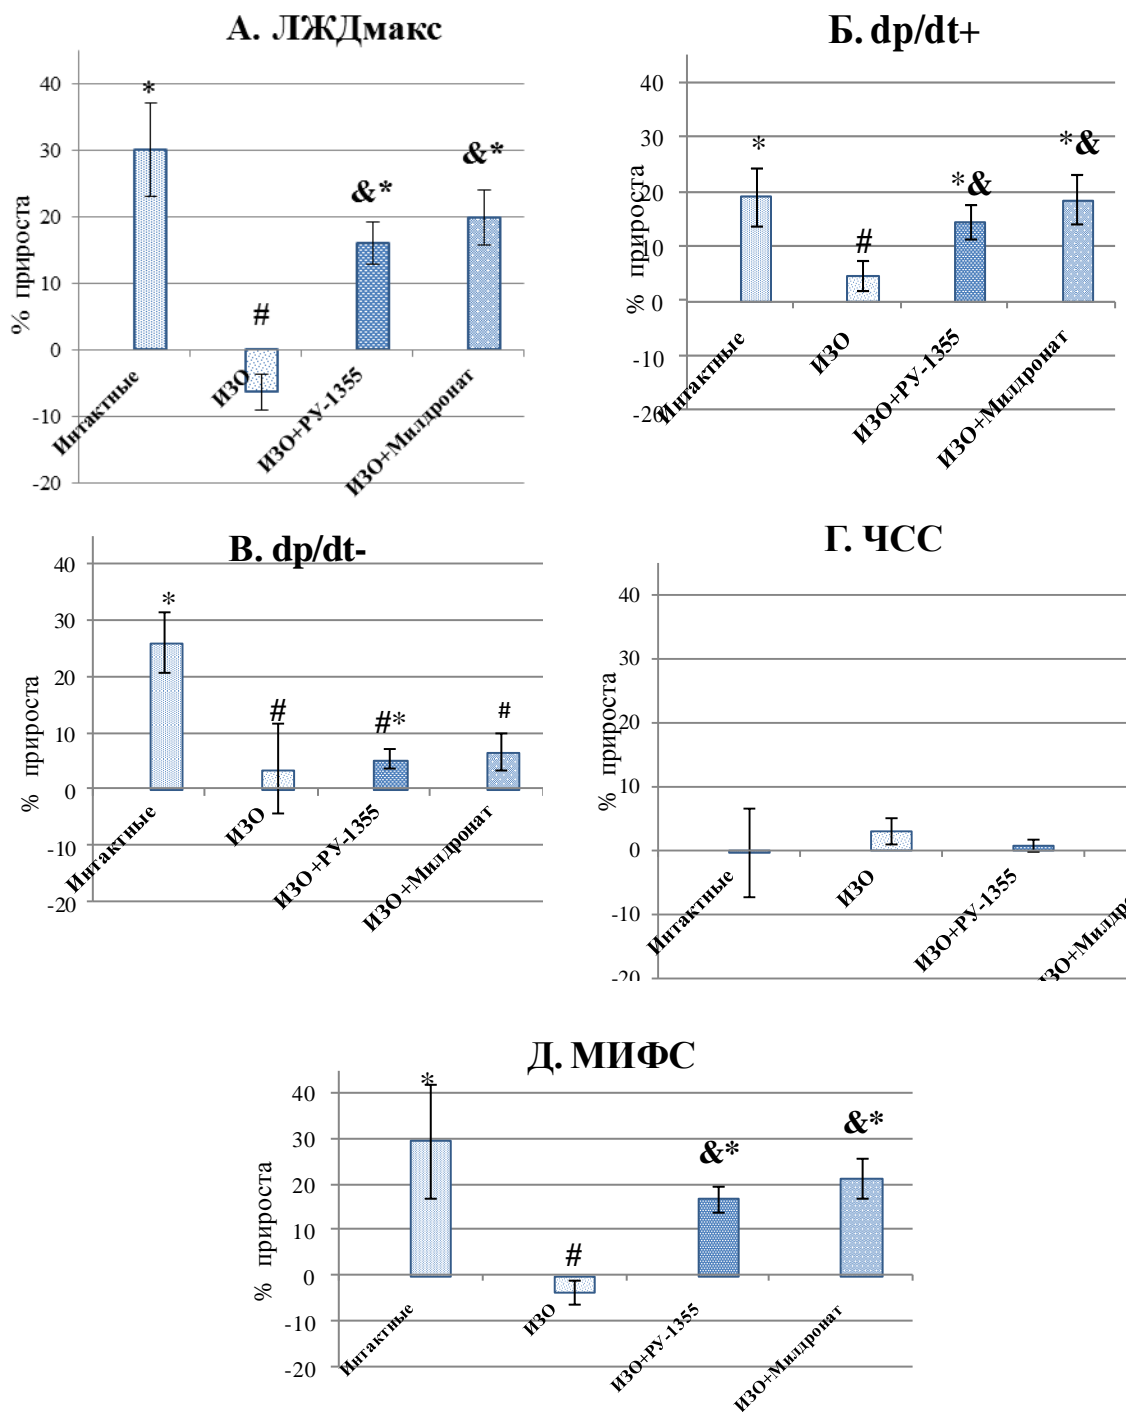 А. ЛЖДмакс
% прироста
40
*
30
&*
&*
20
10
#
0
-10
-20
Интактные
ИЗО
ИЗО+РУ-1355
ИЗО+Милдронат
Б. dp/dt+
% прироста
40
30
*
*&
*&
20
10
#
0
-10
-20
Интактные
ИЗО
ИЗО+РУ-1355
ИЗО+Милдронат
В. dp/dt-
% прироста
40
30
*
20
10
#
#*
#
0
-10
-20
Интактные
ИЗО
ИЗО+РУ-1355
ИЗО+Милдронат
Г. ЧСС
% прироста
40
30
20
10
0
-10
-20
Интактные
ИЗО
ИЗО+РУ-1355
Д. МИФС
% прироста
40
*
30
&*
&*
20
10
#
0
-10
-20
Интактные
ИЗО
ИЗО+РУ-1355
ИЗО+Милдронат